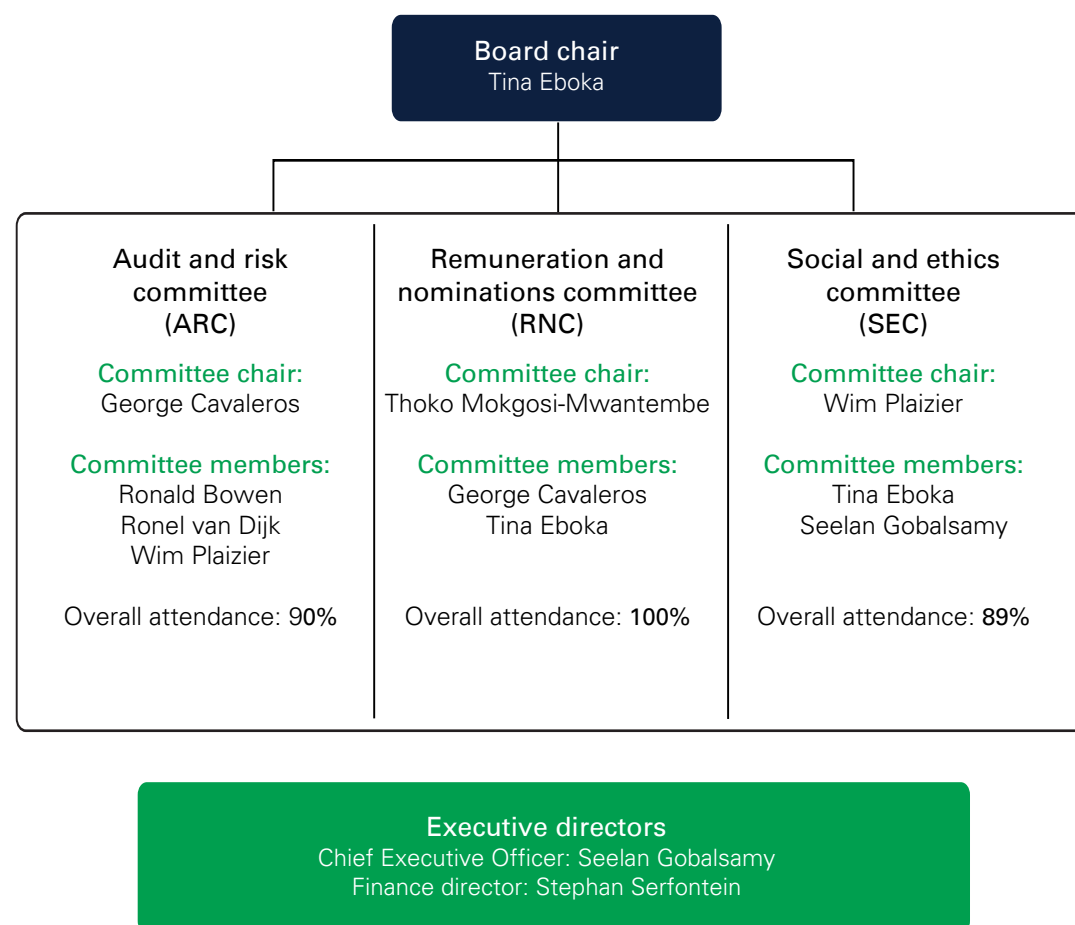 Board chair
Tina Eboka
Audit and risk
committee
(ARC)
Committee chair:
George Cavaleros
Committee members:
Ronald Bowen
Ronel van Dijk
Wim Plaizier
Overall attendance: 90%
Remuneration and
nominations committee
(RNC)
Committee chair:
Thoko Mokgosi-Mwantembe
Committee members:
George Cavaleros
Tina Eboka
Overall attendance: 100%
Social and ethics
committee
(SEC)
Committee chair:
Wim Plaizier
Committee members:
Tina Eboka
Seelan Gobalsamy
Overall attendance: 89%
Executive directors
Chief Executive Officer: Seelan Gobalsamy
Finance director: Stephan Serfontein